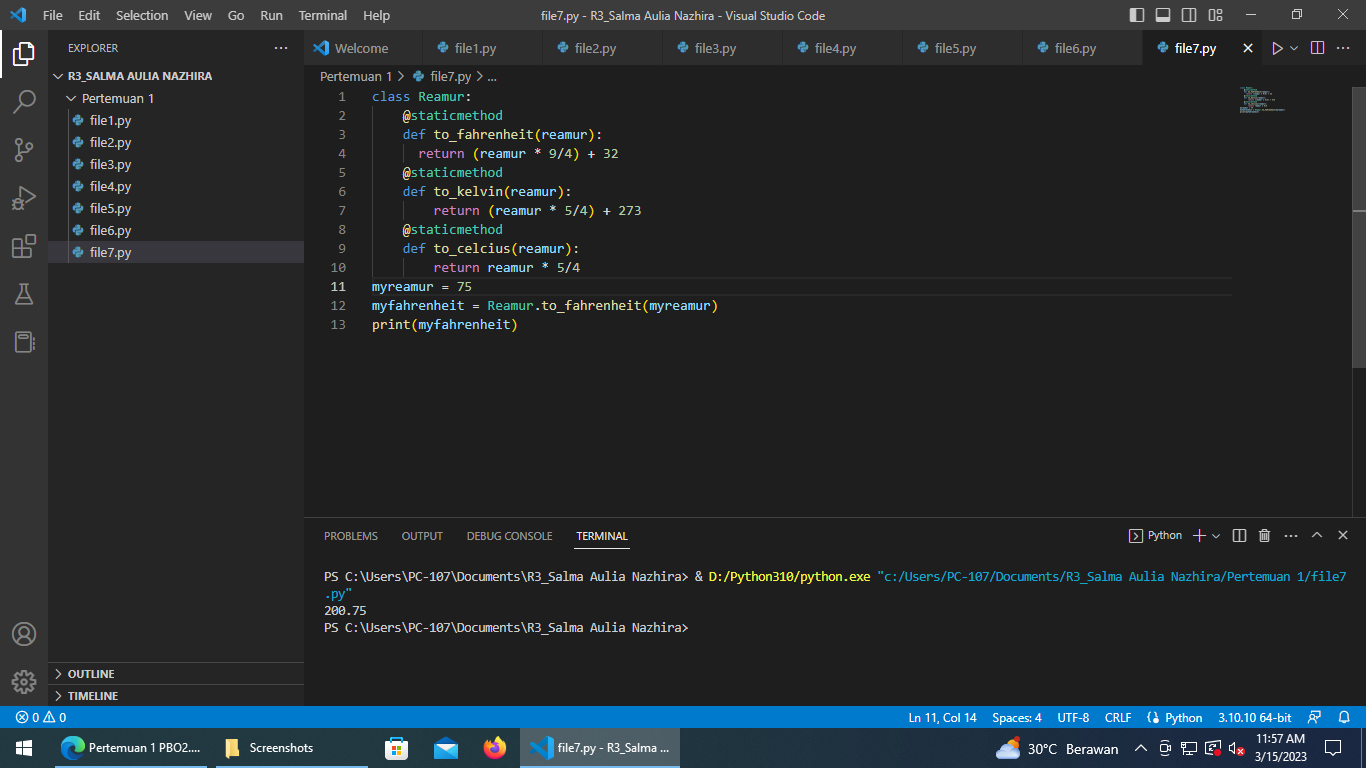 File Edit Selection View Go Run Terminal Help
file7.py - R3_Salma Aulia Nazhira - Visual Studio Code
EXPLORER
R3_SALMA AULIA NAZHIRA
Pertemuan 1
file1.py
file2.py
file3.py
file4.py
file5.py
file6.py
file7.py
OUTLINE
TIMELINE
Welcome file1.py file2.py file3.py file4.py file5.py file6.py file7.py
Pertemuan 1 > file7.py > ...
1 class Reamur:
2     @staticmethod
3     def to_fahrenheit(reamur):
4       return (reamur * 9/4) + 32
5     @staticmethod
6     def to_kelvin(reamur):
7         return (reamur * 5/4) + 273
8     @staticmethod
9     def to_celcius(reamur):
10         return reamur * 5/4
11 myreamur = 75
12 myfahrenheit = Reamur.to_fahrenheit(myreamur)
13 print(myfahrenheit)
PROBLEMS OUTPUT DEBUG CONSOLE TERMINAL
Python
PS C:\Users\PC-107\Documents\R3_Salma Aulia Nazhira> & D:/Python310/python.exe "c:/Users/PC-107/Documents/R3_Salma Aulia Nazhira/Pertemuan 1/file7
.py"
200.75
PS C:\Users\PC-107\Documents\R3_Salma Aulia Nazhira>
0 0 Ln 11, Col 14 Spaces: 4 UTF-8 CRLF Python 3.10.10 64-bit
Pertemuan 1 PBO2.... Screenshots file7.py - R3_Salma ... 30°C Berawan
11:57 AM
3/15/2023